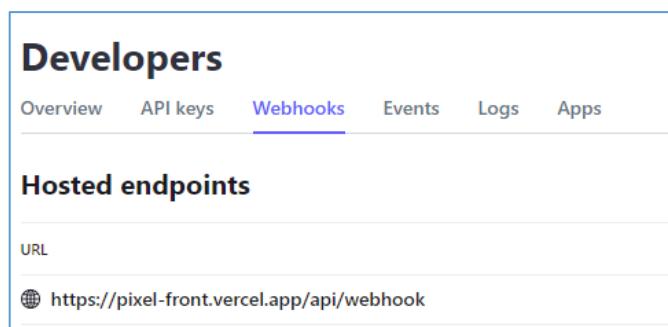 Developers
Overview API keys Webhooks Events Logs Apps
Hosted endpoints
URL
https://pixel-front.vercel.app/api/webhook